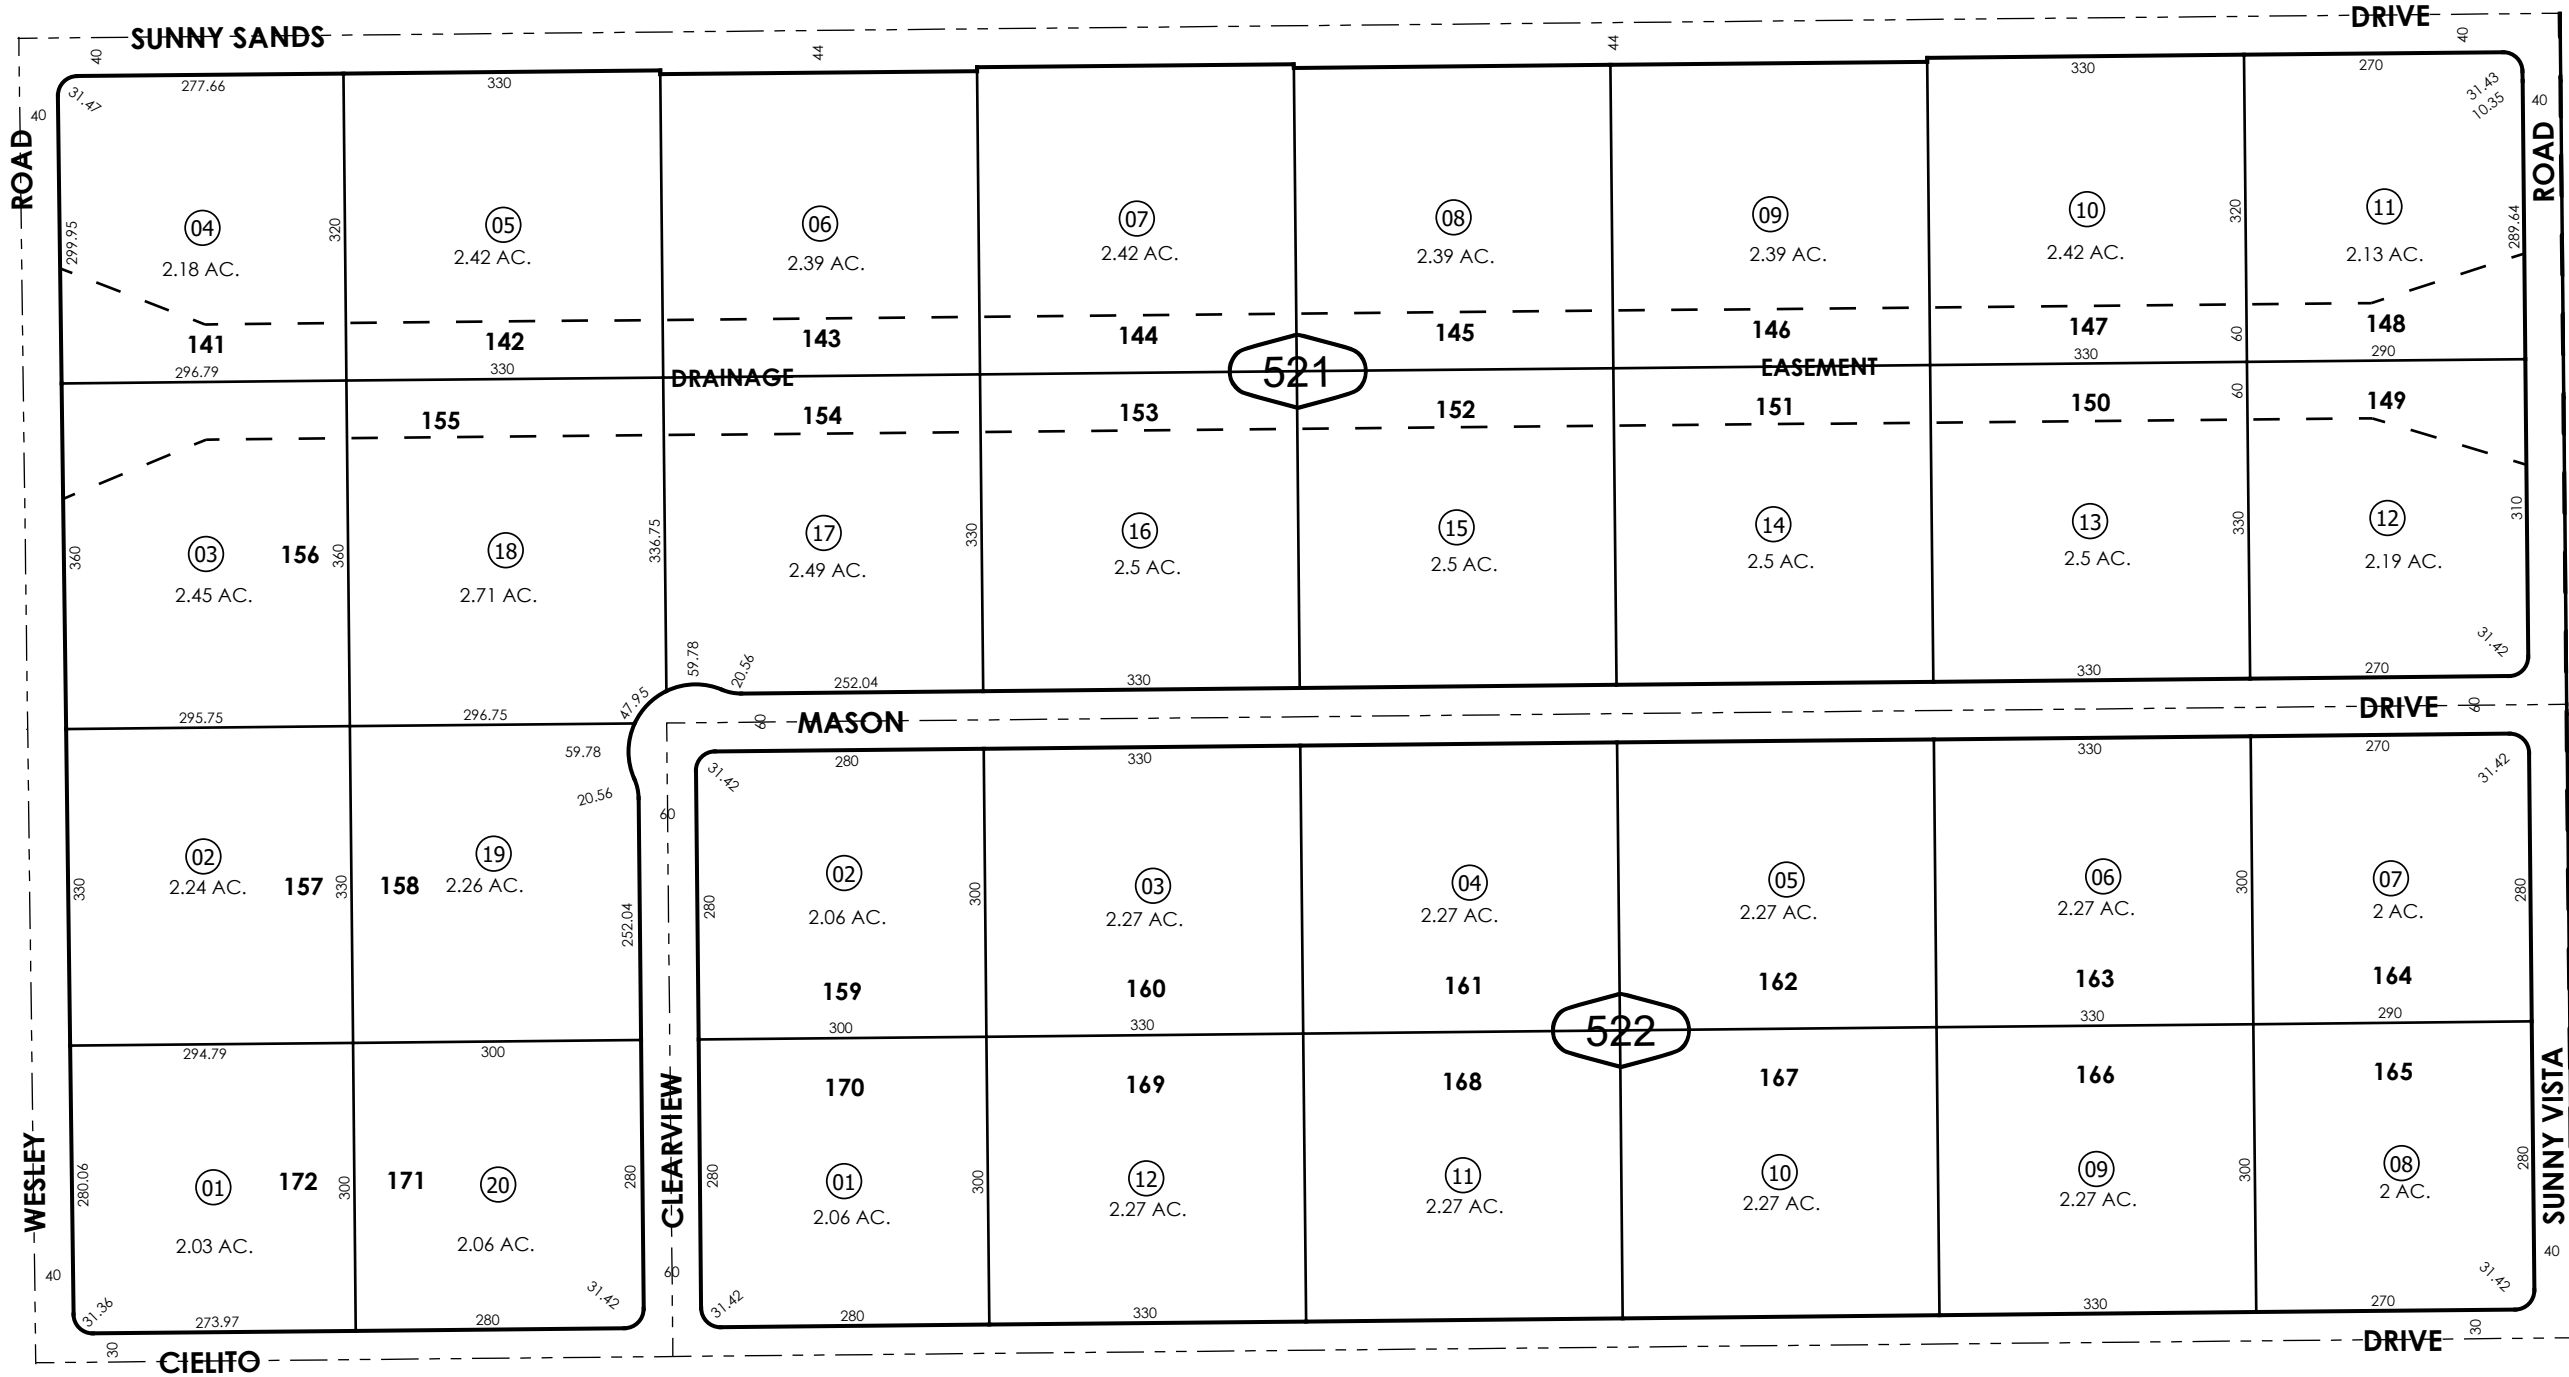 SUNNY SANDS DRIVE
40 44 44 40
277.66 330 330 270
31.47 31.43
10.35
40 40
ROAD ROAD
299.95 320 320 289.64
04 05 06 07 08 09 10 11
2.18 AC. 2.42 AC. 2.39 AC. 2.42 AC. 2.39 AC. 2.39 AC. 2.42 AC. 2.13 AC.
141 142 143 144 145 146 147 148
60
296.79 330 330 290
DRAINAGE 521 EASEMENT
60
155 154 153 152 151 150 149
360 360 336.75 330 330 310
03 156 18 17 16 15 14 13 12
2.45 AC. 2.71 AC. 2.49 AC. 2.5 AC. 2.5 AC. 2.5 AC. 2.5 AC. 2.19 AC.
59.78 20.56 31.42
47.95 252.04 330 330 270
295.75 296.75
60 MASON DRIVE 60
59.78
280 330 330 270
31.42 31.42
20.56
60
02 19 02 03 04 05 06 07
2.24 AC. 157 158 2.26 AC. 2.06 AC. 2.27 AC. 2.27 AC. 2.27 AC. 2.27 AC. 2 AC.
330 330 252.04 280 300 300 280
159 160 161 162 163 164
300 330 330 290
522
294.79 300
170 169 168 167 166 165
WESLEY CLEARVIEW SUNNY VISTA
280.06 300 280 280 300 300 280
01 172 171 20 01 12 11 10 09 08
2.03 AC. 2.06 AC. 2.06 AC. 2.27 AC. 2.27 AC. 2.27 AC. 2.27 AC. 2 AC.
40 60 40
31.36 31.42 31.42 31.42
273.97 280 280 330 330 270
30 30
CIELITO DRIVE